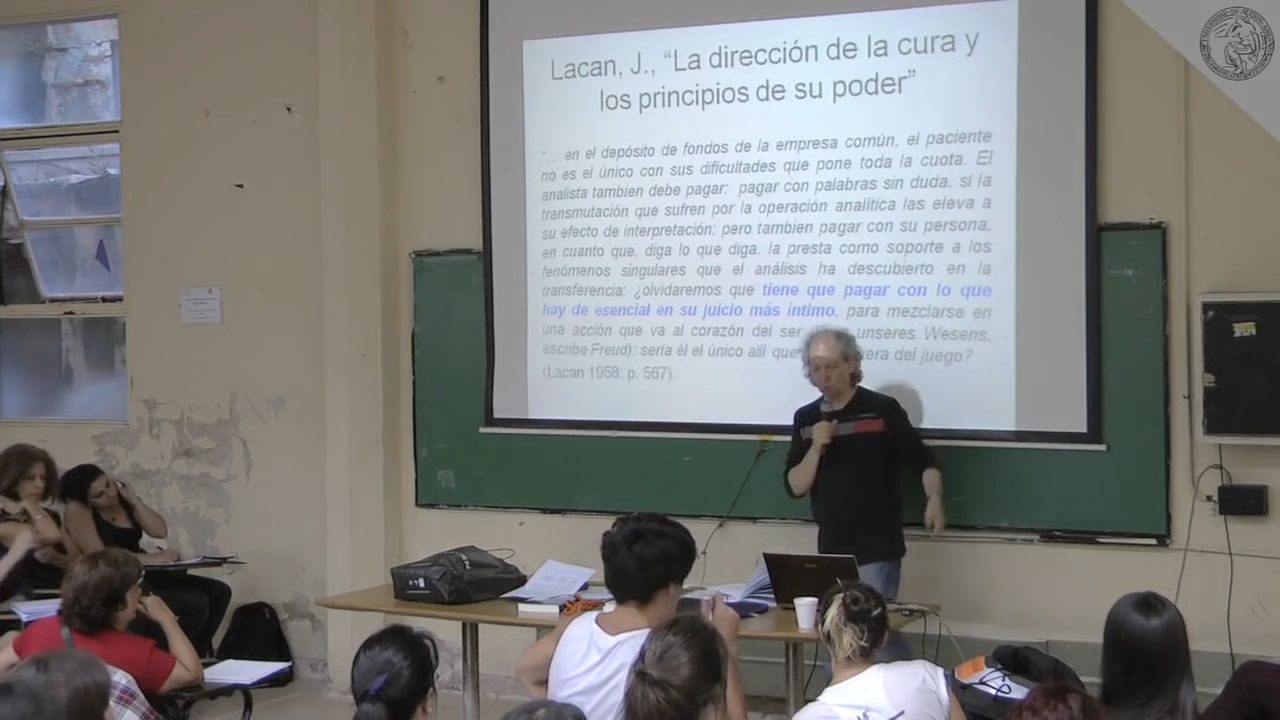 Lacan, J., “La dirección de la cura y
los principios de su poder”
“... en el depósito de fondos de la empresa común, el paciente
no es el único con sus dificultades que pone toda la cuota. El
analista tambien debe pagar: pagar con palabras sin duda, si la
transmutación que sufren por la operación analítica las eleva a
su efecto de interpretación; pero tambien pagar con su persona,
en cuanto que, diga lo que diga, la presta como soporte a los
fenómenos singulares que el análisis ha descubierto en la
transferencia; ¿olvidaremos que tiene que pagar con lo que
hay de esencial en su juicio más íntimo, para mezclarse en
una acción que va al corazón del ser unseres Wesens,
escribe Freud): sería él el único allí que era del juego?
(Lacan 1958: p. 567).